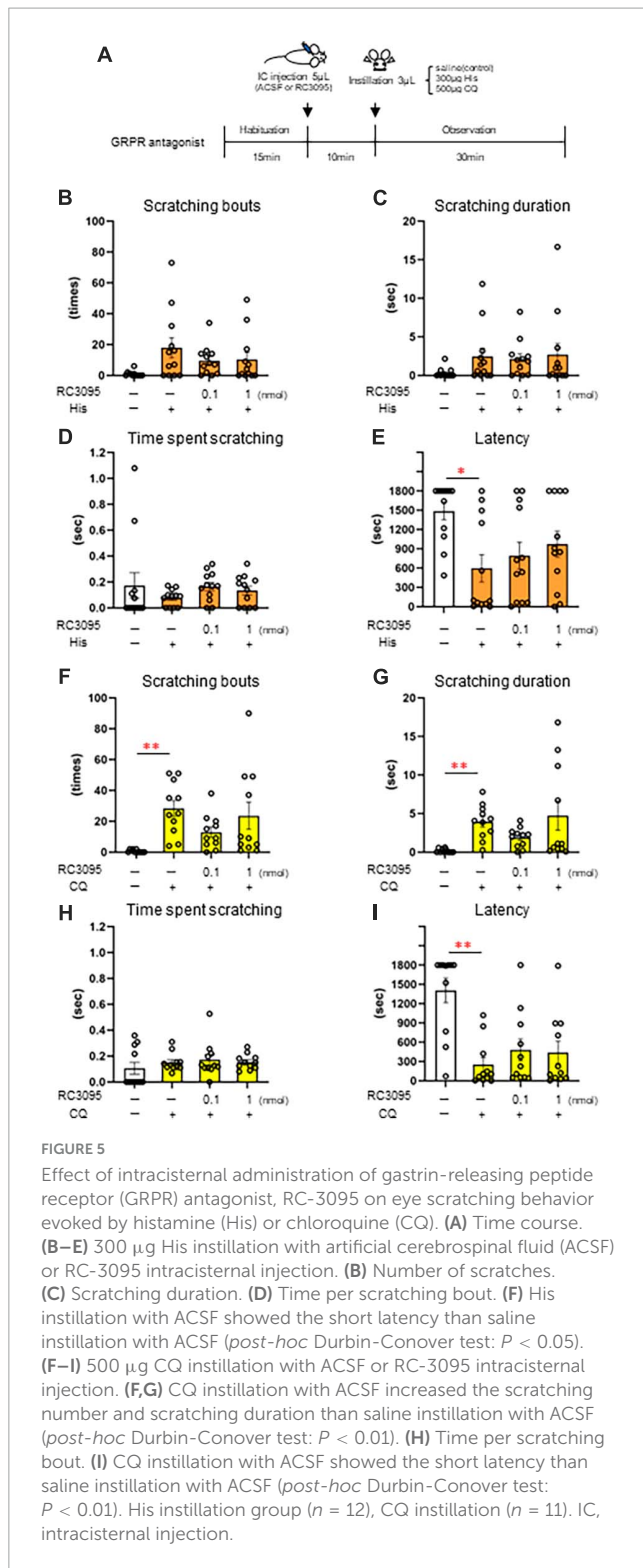 A
IC injection 5μL
(ACSF or RC3095)
Instillation 3μL
saline(control)
300μg His
500μg CQ
GRPR antagonist
Habituation
Observation
15min
10min
30min
B
Scratching bouts
(times)
100
80
60
40
20
0
RC3095 — — 0.1 1 (nmol)
His — + + +
C
Scratching duration
(sec)
20
15
10
5
0
RC3095 — — 0.1 1 (nmol)
His — + + +
D
Time spent scratching
(sec)
1.2
1.0
0.8
0.6
0.4
0.2
0.0
RC3095 — — 0.1 1 (nmol)
His — + + +
E
Latency
*
(sec)
1800
1500
1200
900
600
300
0
RC3095 — — 0.1 1 (nmol)
His — + + +
F
Scratching bouts
**
(times)
100
80
60
40
20
0
RC3095 — — 0.1 1 (nmol)
CQ — + + +
G
Scratching duration
**
(sec)
20
15
10
5
0
RC3095 — — 0.1 1 (nmol)
CQ — + + +
H
Time spent scratching
(sec)
1.2
1.0
0.8
0.6
0.4
0.2
0.0
RC3095 — — 0.1 1 (nmol)
CQ — + + +
I
Latency
**
(sec)
1800
1500
1200
900
600
300
0
RC3095 — — 0.1 1 (nmol)
CQ — + + +
FIGURE 5
Effect of intracisternal administration of gastrin-releasing peptide
receptor (GRPR) antagonist, RC-3095 on eye scratching behavior
evoked by histamine (His) or chloroquine (CQ). (A) Time course.
(B–E) 300 μg His instillation with artificial cerebrospinal fluid (ACSF)
or RC-3095 intracisternal injection. (B) Number of scratches.
(C) Scratching duration. (D) Time per scratching bout. (F) His
instillation with ACSF showed the short latency than saline
instillation with ACSF (post-hoc Durbin-Conover test: P < 0.05).
(F–I) 500 μg CQ instillation with ACSF or RC-3095 intracisternal
injection. (F,G) CQ instillation with ACSF increased the scratching
number and scratching duration than saline instillation with ACSF
(post-hoc Durbin-Conover test: P < 0.01). (H) Time per scratching
bout. (I) CQ instillation with ACSF showed the short latency than
saline instillation with ACSF (post-hoc Durbin-Conover test:
P < 0.01). His instillation group (n = 12), CQ instillation (n = 11). IC,
intracisternal injection.